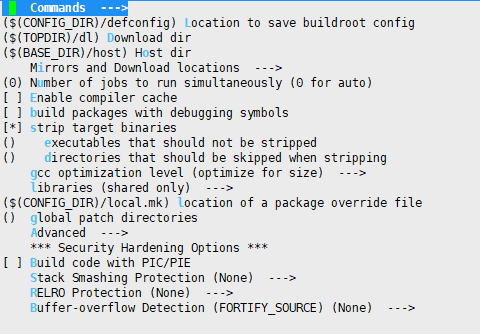 Commands  --->
($(CONFIG_DIR)/defconfig) Location to save buildroot config
($(TOPDIR)/dl) Download dir
($(BASE_DIR)/host) Host dir
Mirrors and Download locations  --->
(0) Number of jobs to run simultaneously (0 for auto)
[ ] Enable compiler cache
[ ] build packages with debugging symbols
[*] strip target binaries
()    executables that should not be stripped
()    directories that should be skipped when stripping
gcc optimization level (optimize for size)  --->
libraries (shared only)  --->
($(CONFIG_DIR)/local.mk) location of a package override file
()  global patch directories
Advanced  --->
*** Security Hardening Options ***
[ ] Build code with PIC/PIE
Stack Smashing Protection (None)  --->
RELRO Protection (None)  --->
Buffer-overflow Detection (FORTIFY_SOURCE) (None)  --->